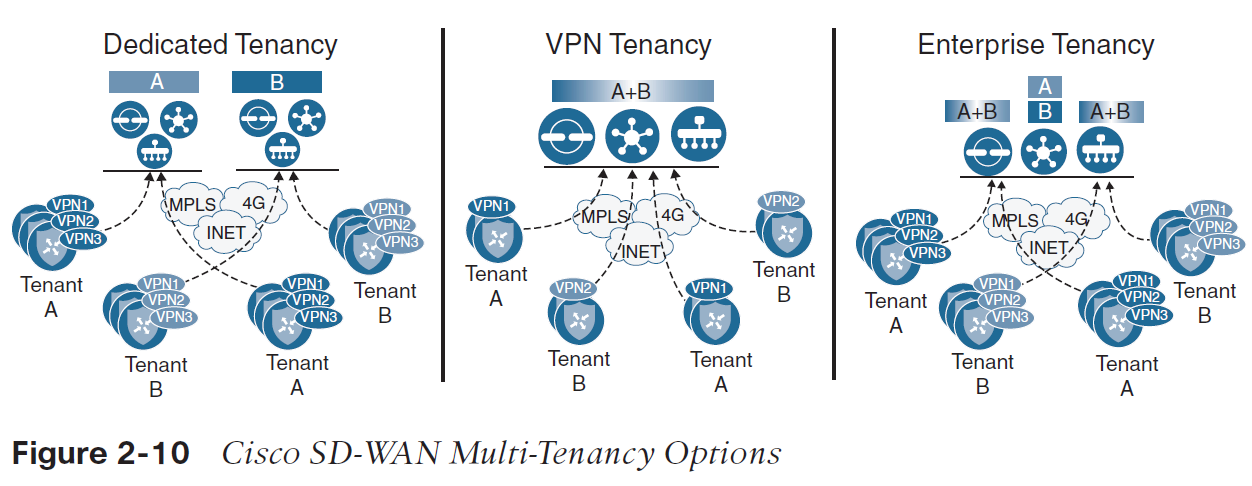 Dedicated Tenancy
A
B
MPLS
4G
INET
VPN1
VPN2
VPN3
Tenant
A
VPN1
VPN2
VPN3
Tenant
B
VPN1
VPN2
VPN3
Tenant
A
VPN1
VPN2
VPN3
Tenant
B
VPN Tenancy
A+B
MPLS
4G
INET
VPN1
Tenant
A
VPN2
Tenant
B
VPN1
Tenant
A
VPN2
Tenant
B
Enterprise Tenancy
A+B
A
B
A+B
MPLS
4G
INET
VPN1
VPN2
VPN3
Tenant
A
VPN1
VPN2
VPN3
Tenant
B
VPN1
VPN2
VPN3
Tenant
A
VPN1
VPN2
VPN3
Tenant
B
Figure 2-10 Cisco SD-WAN Multi-Tenancy Options